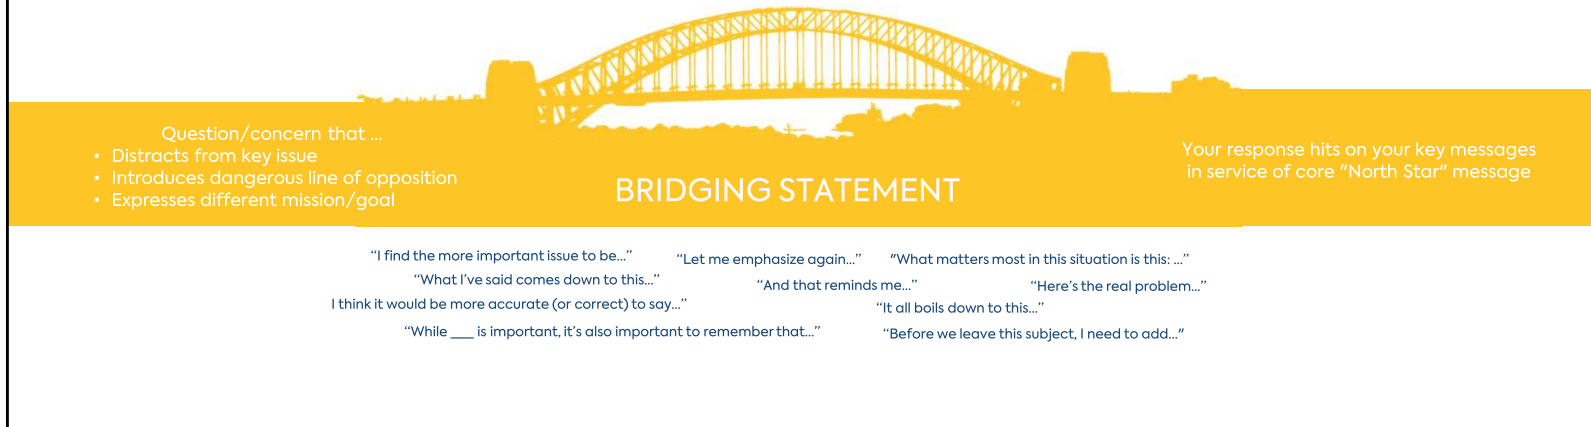 Question/concern that ...
• Distracts from key issue
• Introduces dangerous line of opposition
• Expresses different mission/goal
BRIDGING STATEMENT
Your response hits on your key messages
in service of core "North Star" message
“I find the more important issue to be...”
“Let me emphasize again...”
"What matters most in this situation is this: ...”
“What I’ve said comes down to this...”
“And that reminds me...”
“Here’s the real problem...”
I think it would be more accurate (or correct) to say...”
“It all boils down to this...”
“While ___ is important, it’s also important to remember that...”
“Before we leave this subject, I need to add..."